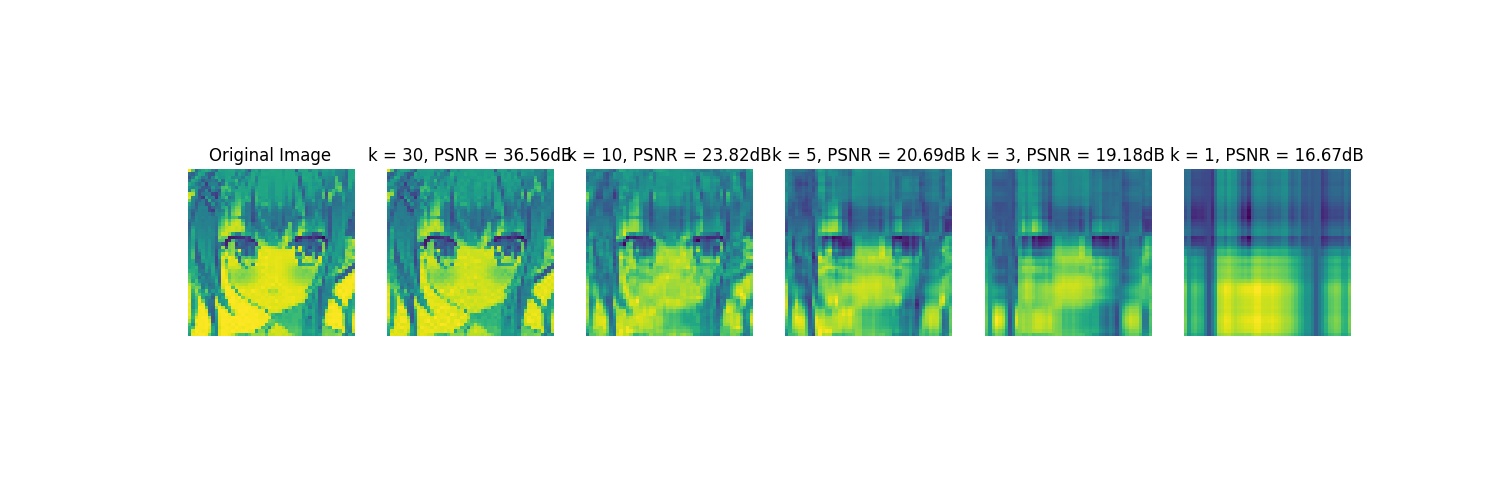 Original Image
k = 30, PSNR = 36.56dB
k = 10, PSNR = 23.82dB
k = 5, PSNR = 20.69dB
k = 3, PSNR = 19.18dB
k = 1, PSNR = 16.67dB